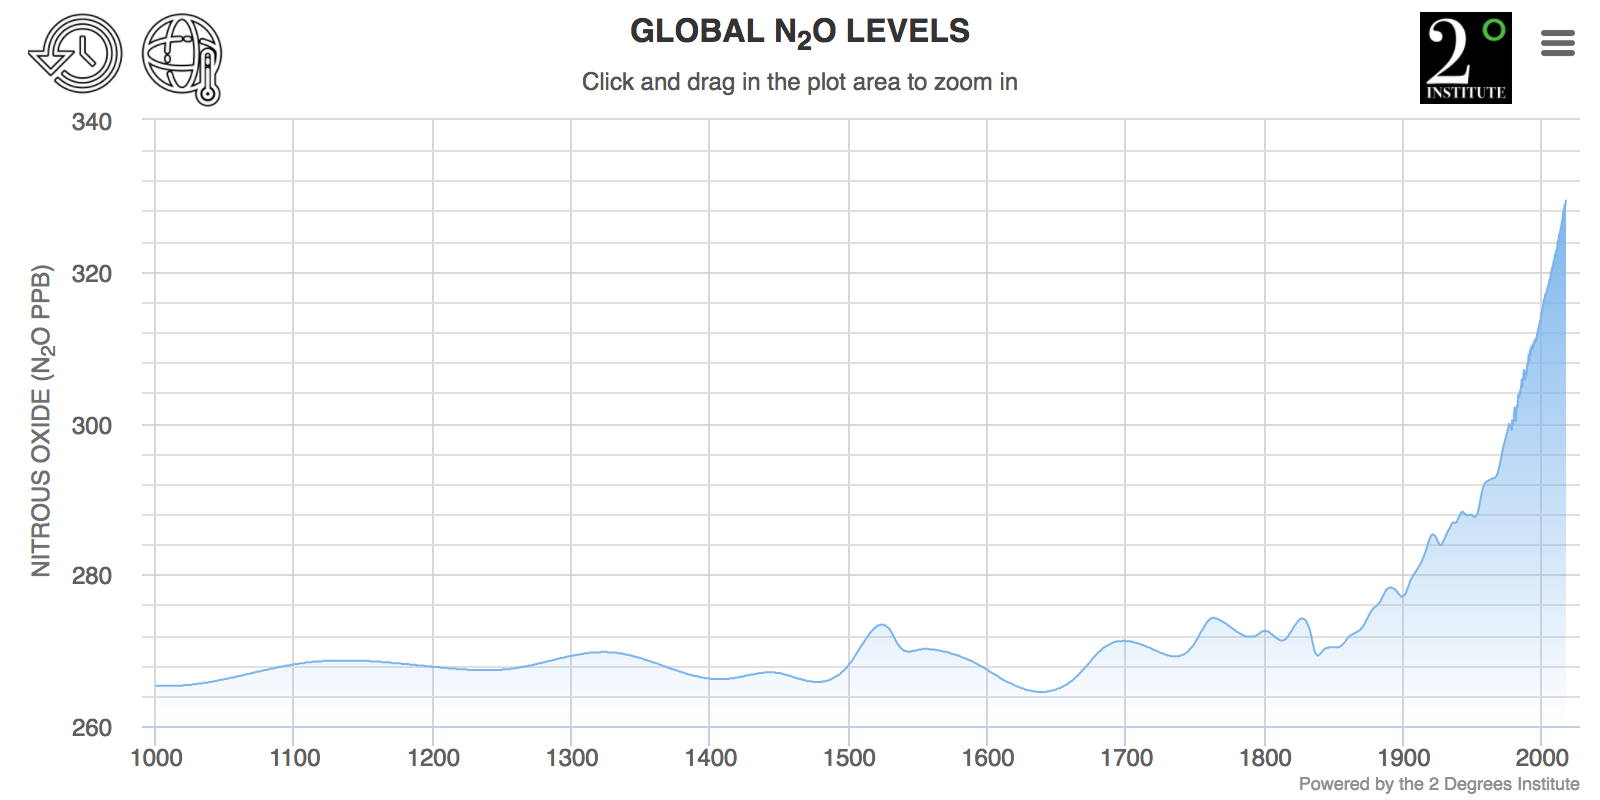 GLOBAL N₂O LEVELS
Click and drag in the plot area to zoom in
2°
INSTITUTE
NITROUS OXIDE (N₂O PPB)
340
320
300
280
260
1000 1100 1200 1300 1400 1500 1600 1700 1800 1900 2000
Powered by the 2 Degrees Institute